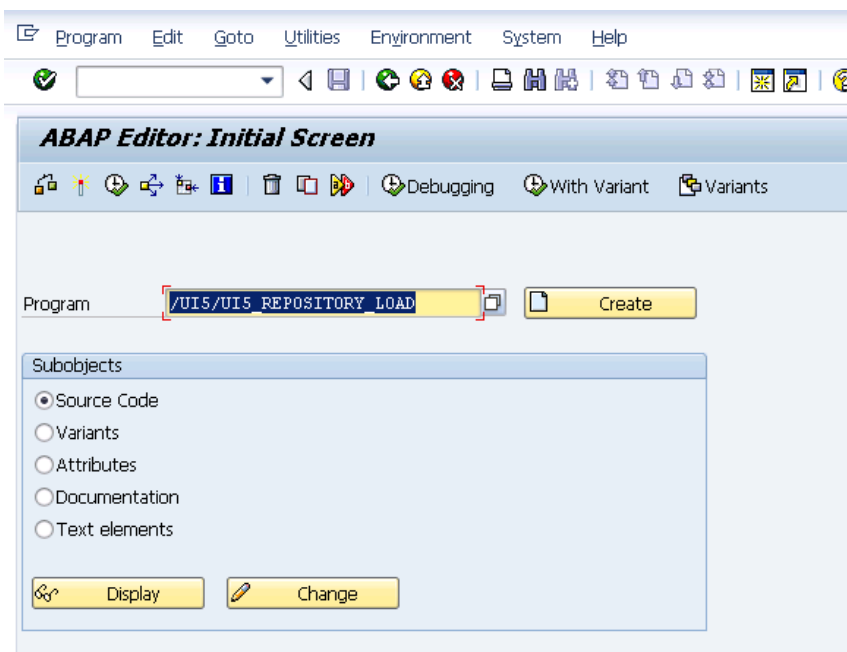 Program Edit Goto Utilities Environment System Help
ABAP Editor: Initial Screen
Debugging With Variant Variants
Program /UI5/UI5_REPOSITORY_LOAD Create
Subobjects
Source Code
Variants
Attributes
Documentation
Text elements
Display Change